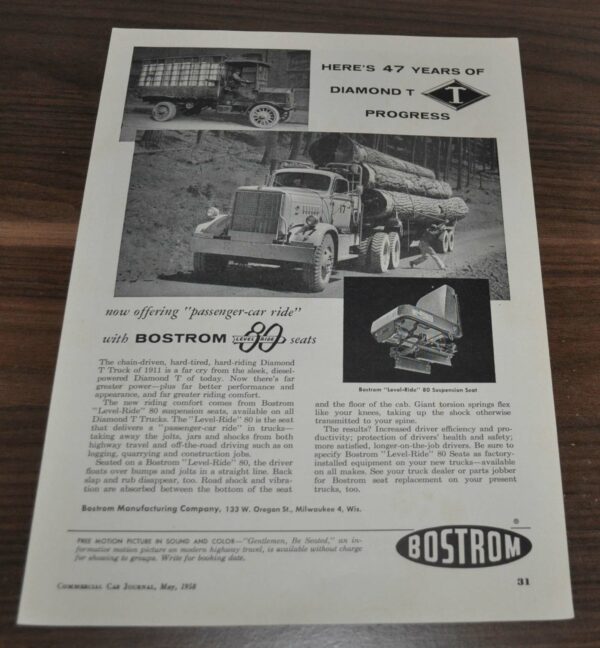 HERE'S 47 YEARS OF
DIAMOND T T
PROGRESS
now offering "passenger-car ride"
with BOSTROM LEVEL 80 RIDE seats
Bostrom "Level-Ride" 80 Suspension Seat
The chain-driven, hard-tired, hard-riding Diamond
T Truck of 1911 is a far cry from the sleek, diesel-
powered Diamond T of today. Now there's far
greater power—plus far better performance and
appearance, and far greater riding comfort.
The new riding comfort comes from Bostrom
"Level-Ride" 80 suspension seats, available on all
Diamond T Trucks. The "Level-Ride" 80 is the seat
that delivers a "passenger-car ride" in trucks—
taking away the jolts, jars and shocks from both
highway travel and off-the-road driving such as on
logging, quarrying and construction jobs.
Seated on a Bostrom "Level-Ride" 80, the driver
floats over bumps and jolts in a straight line. Back
slap and rub disappear, too. Road shock and vibra-
tion are absorbed between the bottom of the seat
and the floor of the cab. Giant torsion springs flex
like your knees, taking up the shock otherwise
transmitted to your spine.
The results? Increased driver efficiency and pro-
ductivity; protection of drivers' health and safety;
more satisfied, longer-on-the-job drivers. Be sure to
specify Bostrom "Level-Ride" 80 Seats as factory-
installed equipment on your new trucks—available
on all makes. See your truck dealer or parts jobber
for Bostrom seat replacement on your present
trucks, too.
Bostrom Manufacturing Company, 133 W. Oregon St., Milwaukee 4, Wis.
FREE MOTION PICTURE IN SOUND AND COLOR—"Gentlemen, Be Seated," an in-
formative motion picture on modern highway travel, is available without charge
for showing to groups. Write for booking date.
BOSTROM ®
COMMERCIAL CAR JOURNAL, May, 1958
31